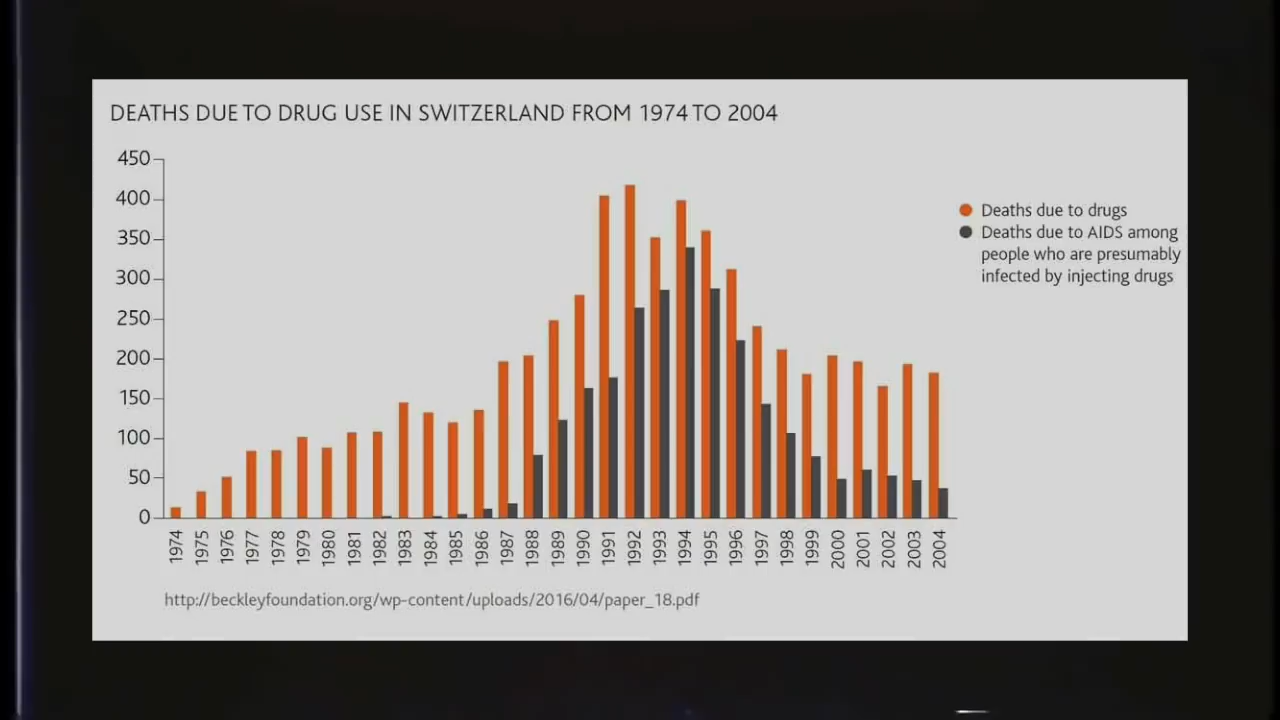 DEATHS DUE TO DRUG USE IN SWITZERLAND FROM 1974 TO 2004
450
400
350
300
250
200
150
100
50
0
Deaths due to drugs
Deaths due to AIDS among
people who are presumably
infected by injecting drugs
1974 1975 1976 1977 1978 1979 1980 1981 1982 1983 1984 1985 1986 1987 1988 1989 1990 1991 1992 1993 1994 1995 1996 1997 1998 1999 2000 2001 2002 2003 2004
http://beckleyfoundation.org/wp-content/uploads/2016/04/paper_18.pdf